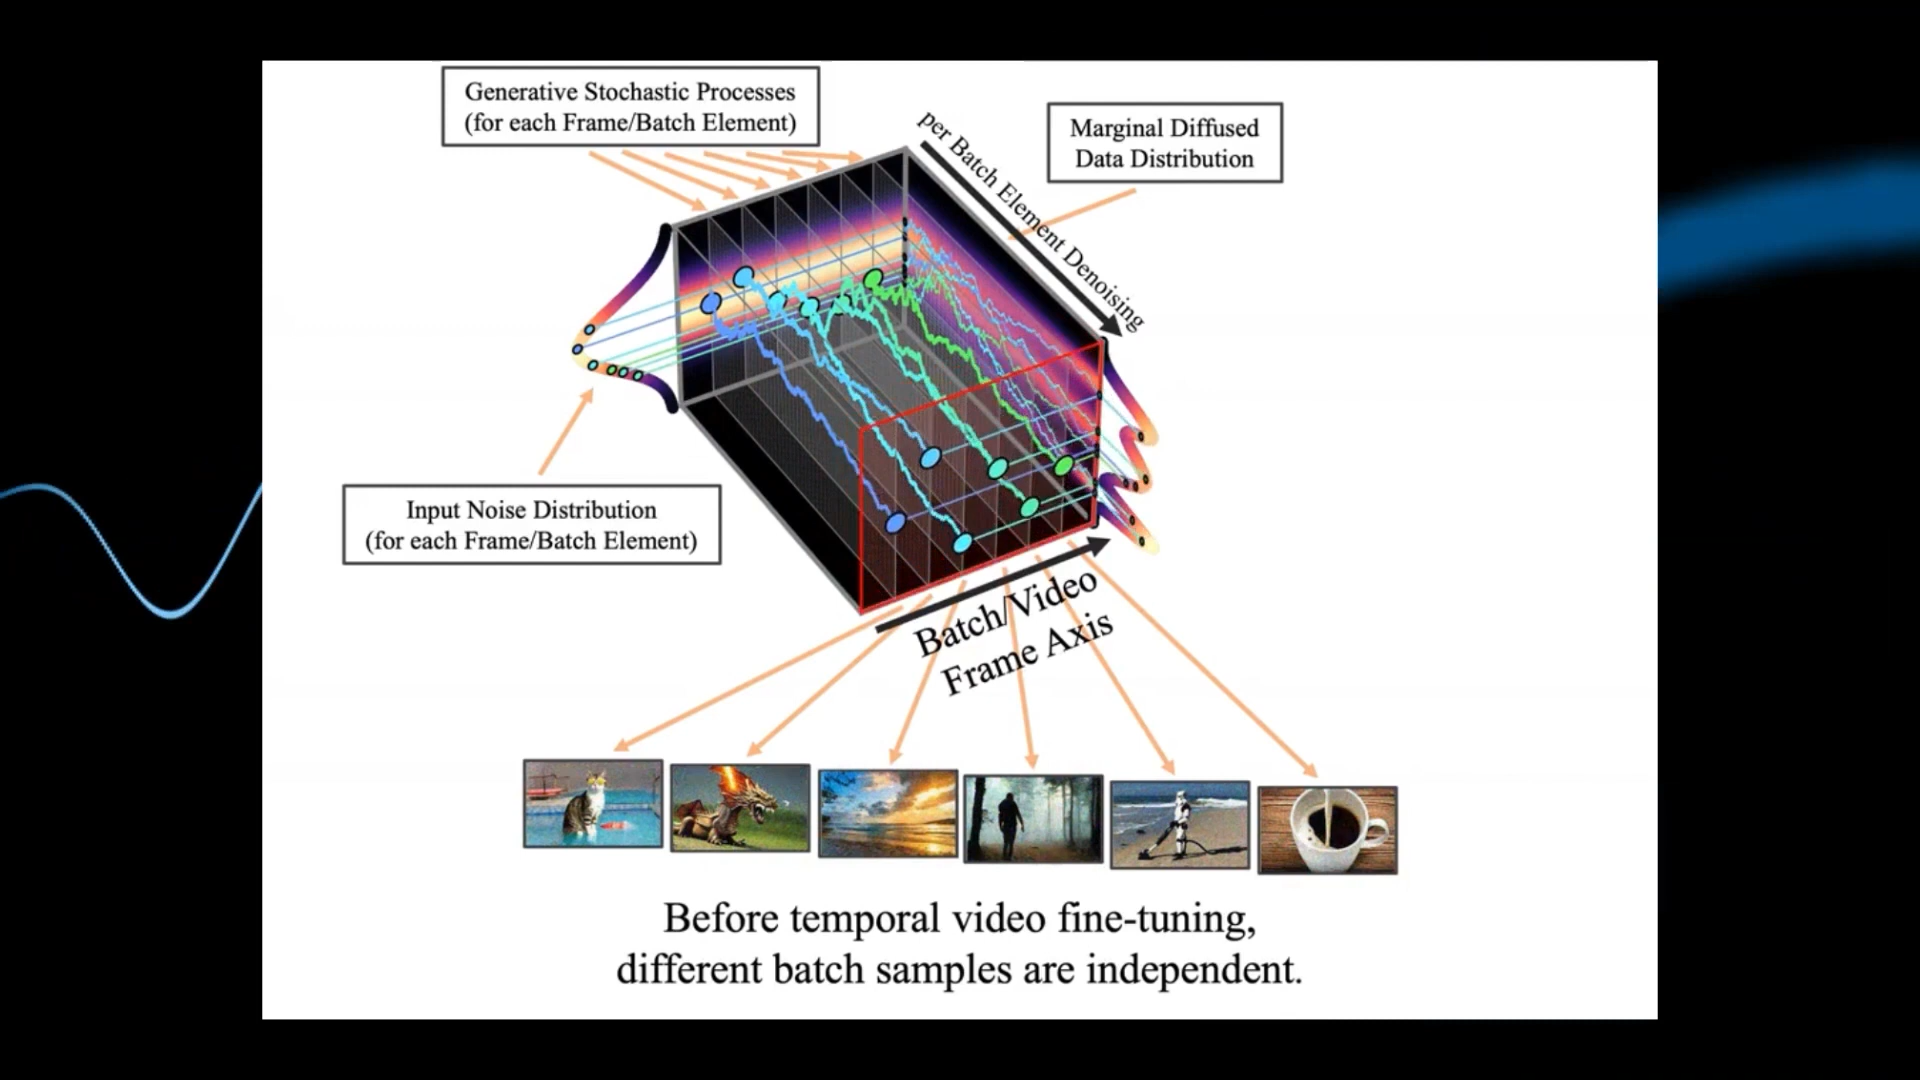 Generative Stochastic Processes
(for each Frame/Batch Element)
per Batch Element Denoising
Marginal Diffused
Data Distribution
Input Noise Distribution
(for each Frame/Batch Element)
Batch/Video
Frame Axis
Before temporal video fine-tuning,
different batch samples are independent.